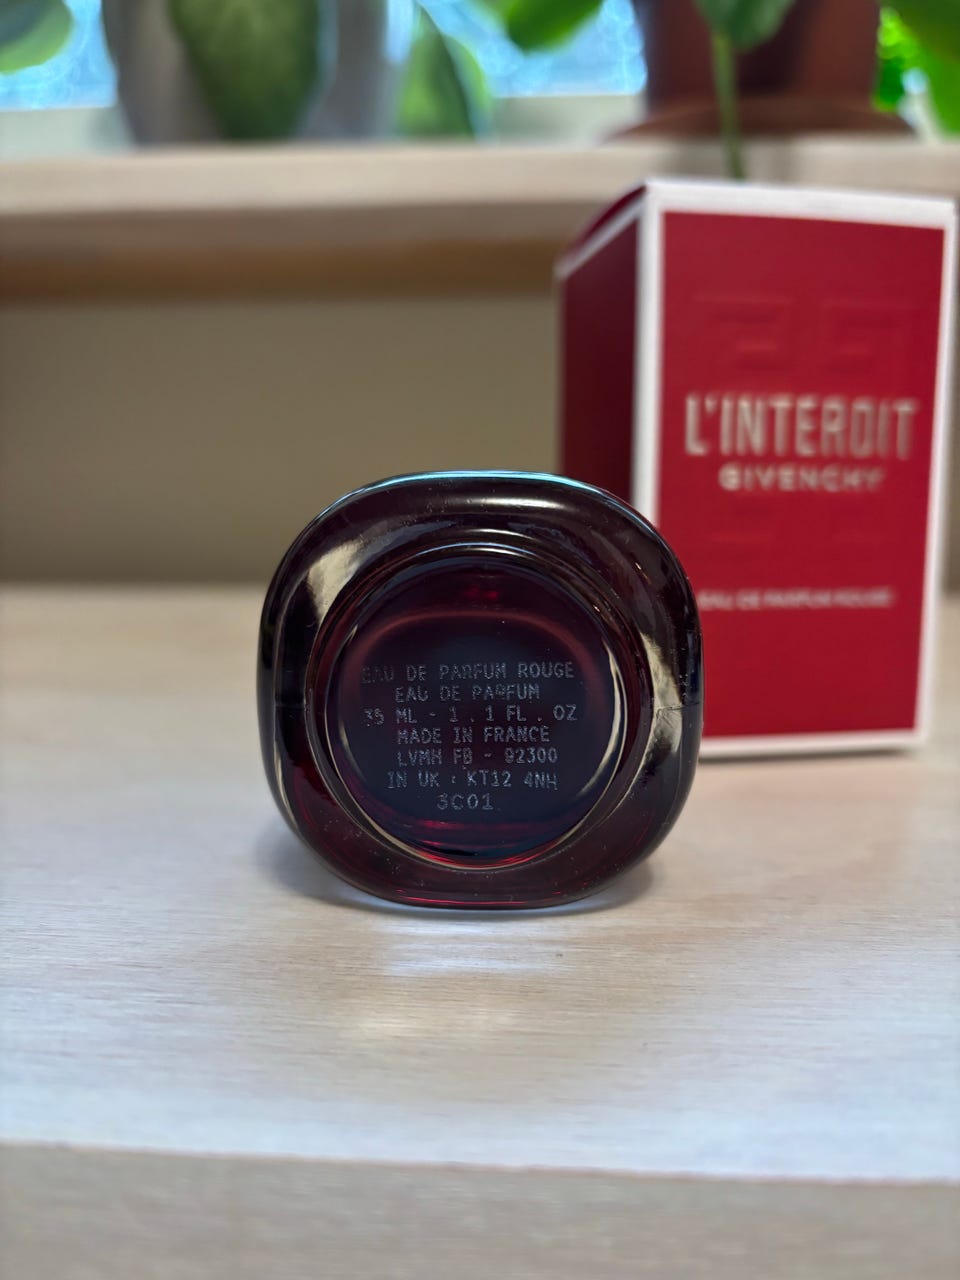 L'INTERDIT
GIVENCHY
EAU DE PARFUM ROUGE
EAU DE PARFUM ROUGE
EAU DE PARFUM
35 ML - 1 . 1 FL . OZ
MADE IN FRANCE
LVMH FB - 92300
IN UK : KT12 4NH
3C01